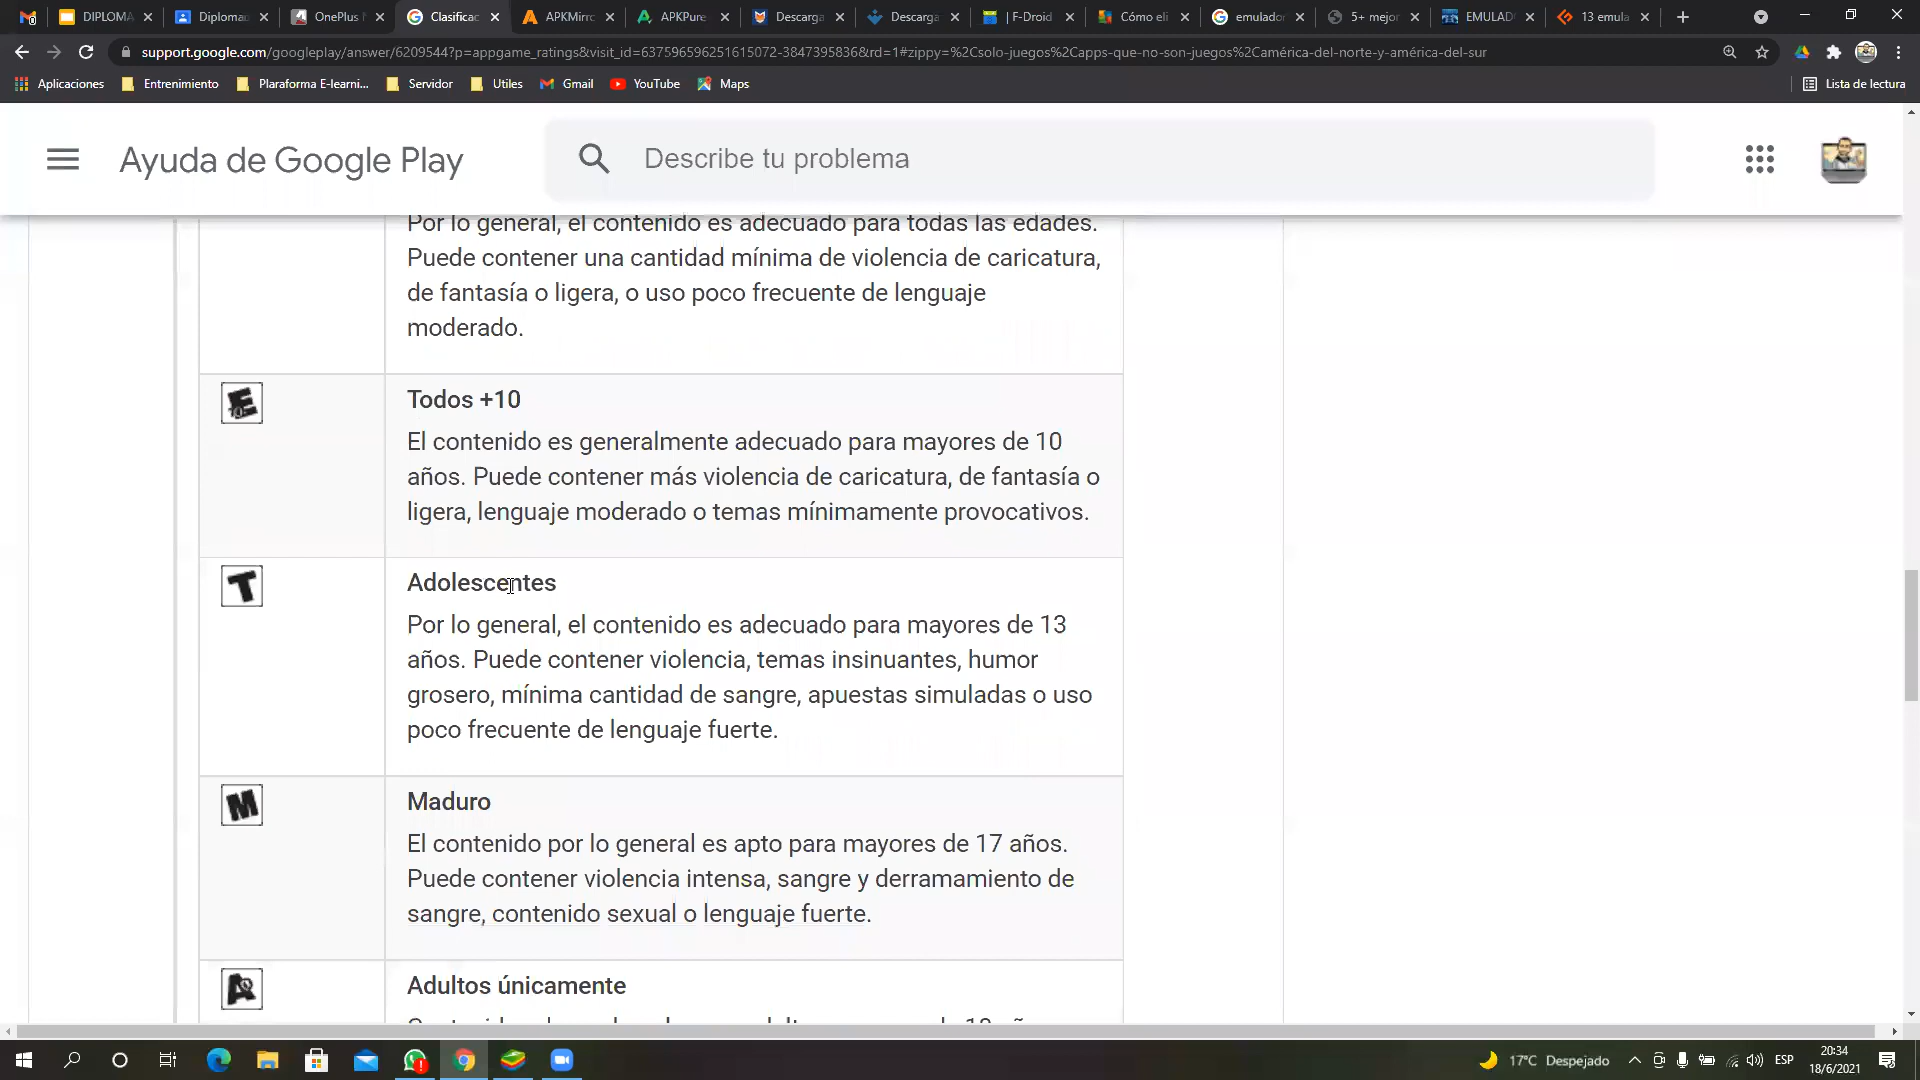 DIPLOMA
Diploma
OnePlus
Clasifica
APKMirro
APKPure
Descarga
Descarga
| F-Droid
Cómo eli
emulador
5+ mejor
EMULAD
13 emula
support.google.com/googleplay/answer/6209544?p=appgame_ratings&visit_id=637596596251615072-3847395836&rd=1#zippy=%2Csolo-juegos%2Capps-que-no-son-juegos%2Camérica-del-norte-y-américa-del-sur
Aplicaciones
Entrenimiento
Plaraforma E-learni...
Servidor
Utiles
Gmail
YouTube
Maps
Lista de lectura
Ayuda de Google Play
Describe tu problema
Por lo general, el contenido es adecuado para todas las edades.
Puede contener una cantidad mínima de violencia de caricatura,
de fantasía o ligera, o uso poco frecuente de lenguaje
moderado.
E
Todos +10
El contenido es generalmente adecuado para mayores de 10
años. Puede contener más violencia de caricatura, de fantasía o
ligera, lenguaje moderado o temas mínimamente provocativos.
T
Adolescentes
Por lo general, el contenido es adecuado para mayores de 13
años. Puede contener violencia, temas insinuantes, humor
grosero, mínima cantidad de sangre, apuestas simuladas o uso
poco frecuente de lenguaje fuerte.
M
Maduro
El contenido por lo general es apto para mayores de 17 años.
Puede contener violencia intensa, sangre y derramamiento de
sangre, contenido sexual o lenguaje fuerte.
A
Adultos únicamente
17°C Despejado
ESP
20:34
18/6/2021